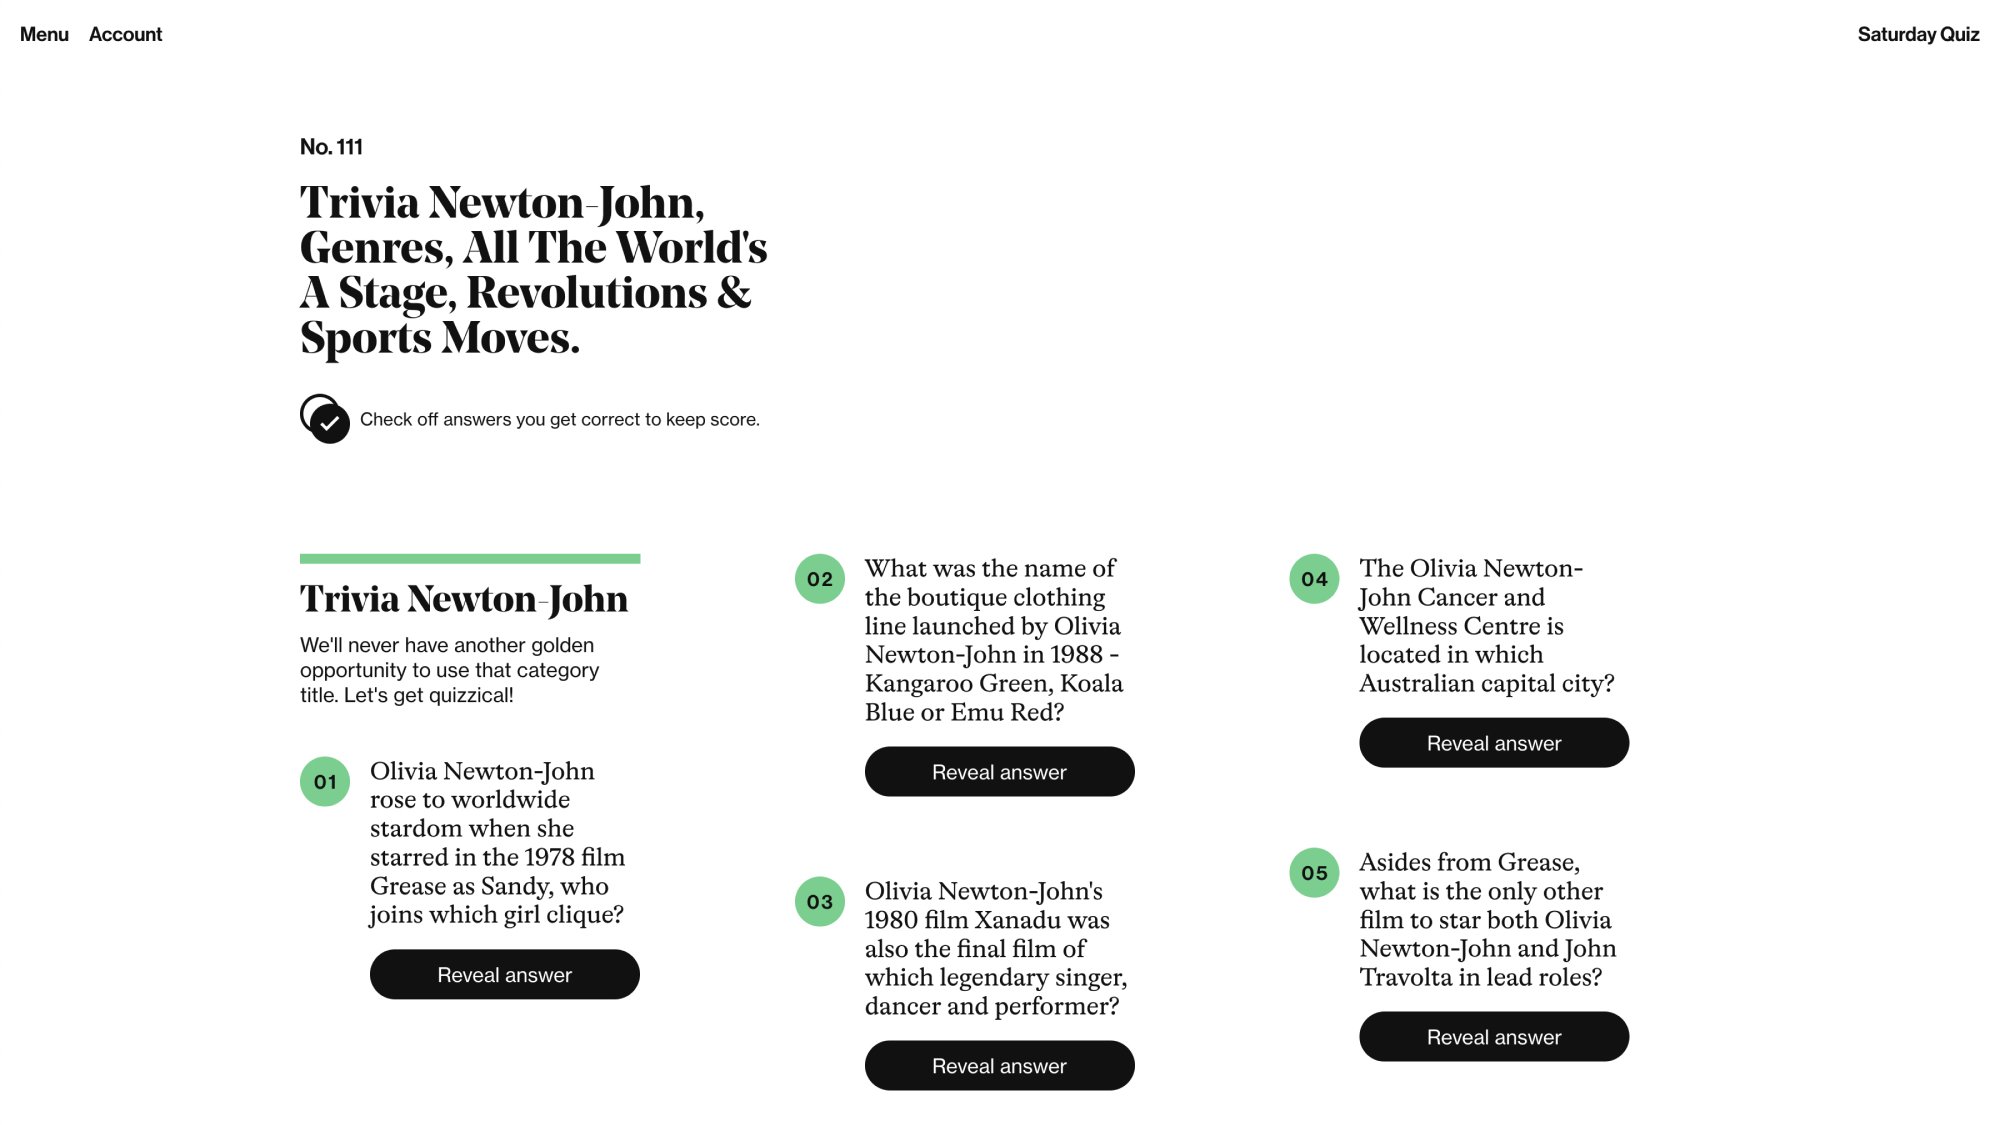 Menu Account
Saturday Quiz
No. 111
Trivia Newton-John,
Genres, All The World's
A Stage, Revolutions &
Sports Moves.
Check off answers you get correct to keep score.
Trivia Newton-John
We'll never have another golden
opportunity to use that category
title. Let's get quizzical!
01
Olivia Newton-John
rose to worldwide
stardom when she
starred in the 1978 film
Grease as Sandy, who
joins which girl clique?
Reveal answer
02
What was the name of
the boutique clothing
line launched by Olivia
Newton-John in 1988 -
Kangaroo Green, Koala
Blue or Emu Red?
Reveal answer
03
Olivia Newton-John's
1980 film Xanadu was
also the final film of
which legendary singer,
dancer and performer?
Reveal answer
04
The Olivia Newton-
John Cancer and
Wellness Centre is
located in which
Australian capital city?
Reveal answer
05
Asides from Grease,
what is the only other
film to star both Olivia
Newton-John and John
Travolta in lead roles?
Reveal answer